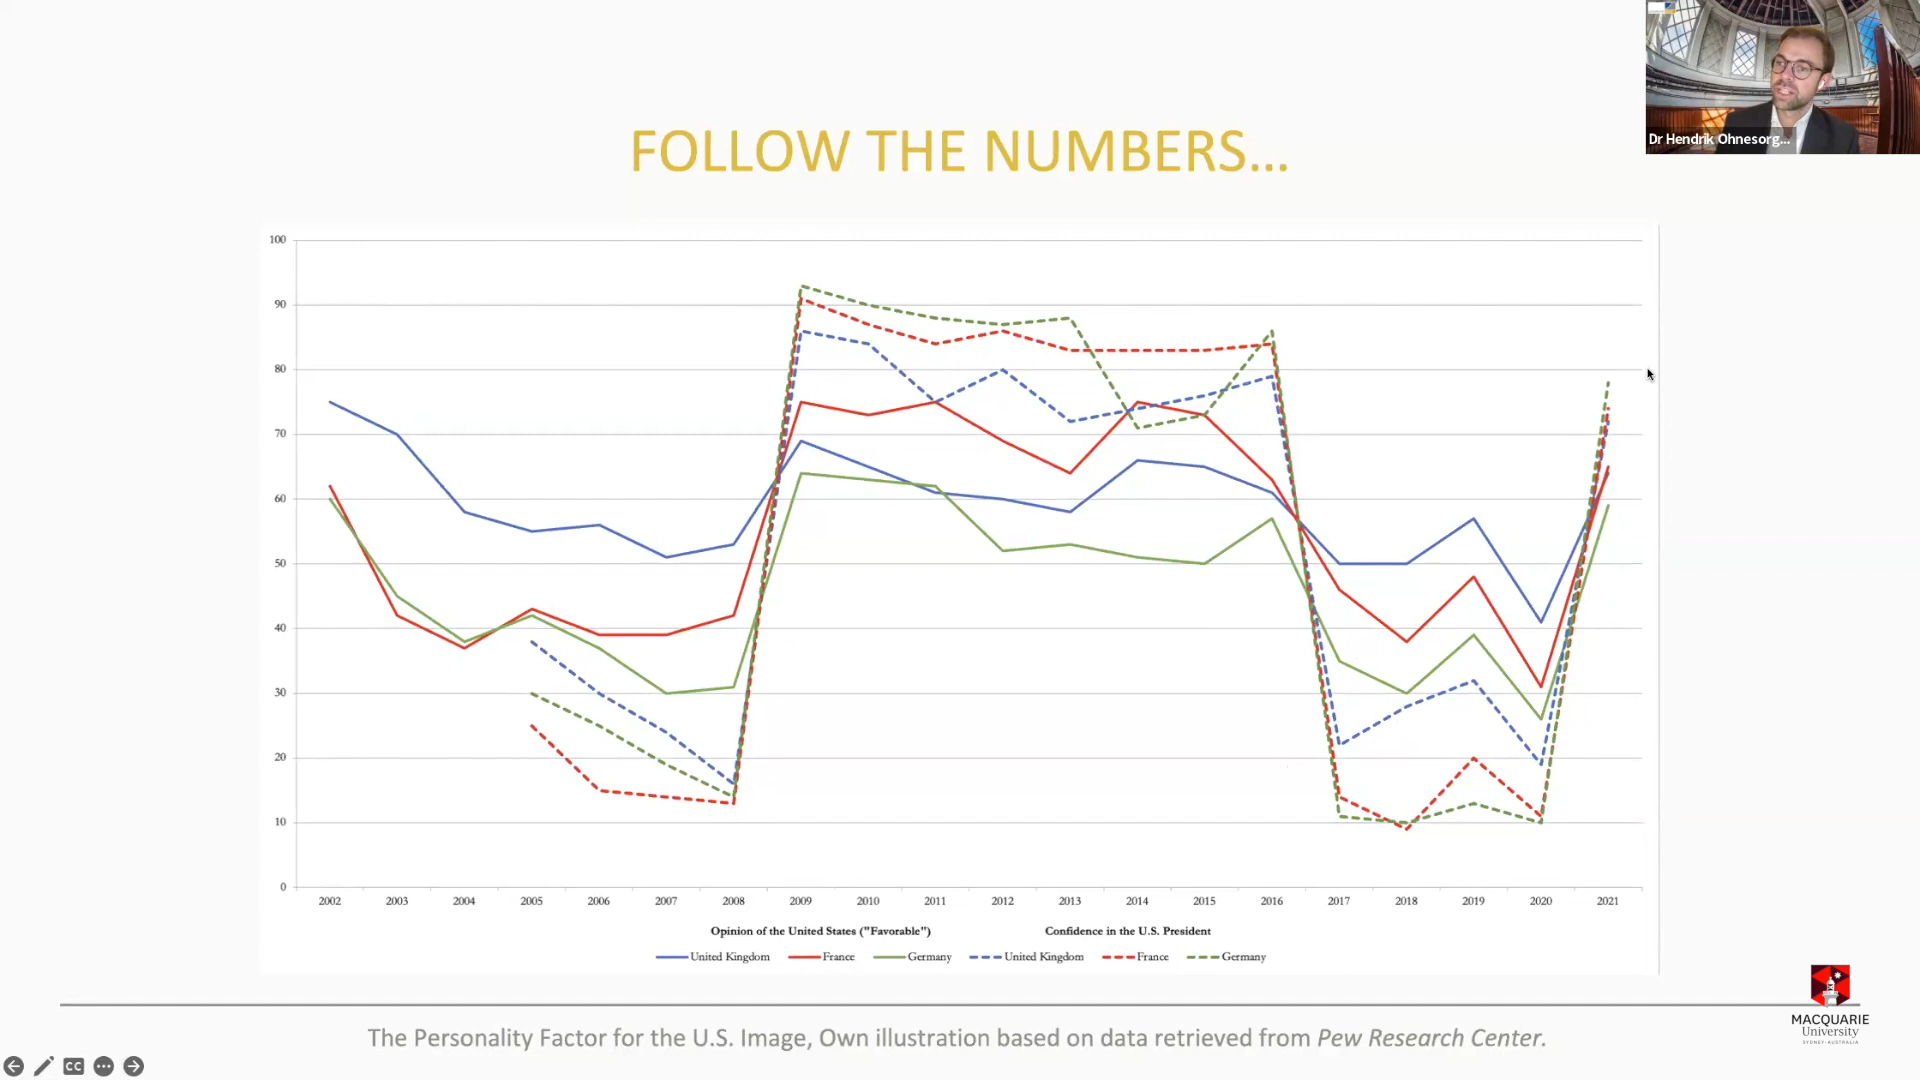 Dr Hendrik Ohnesorg...
FOLLOW THE NUMBERS...
100
90
80
70
60
50
40
30
20
10
0
2002 2003 2004 2005 2006 2007 2008 2009 2010 2011 2012 2013 2014 2015 2016 2017 2018 2019 2020 2021
Opinion of the United States ("Favorable") Confidence in the U.S. President
United Kingdom France Germany United Kingdom France Germany
The Personality Factor for the U.S. Image, Own illustration based on data retrieved from Pew Research Center.
MACQUARIE
University
SYDNEY·AUSTRALIA
CC